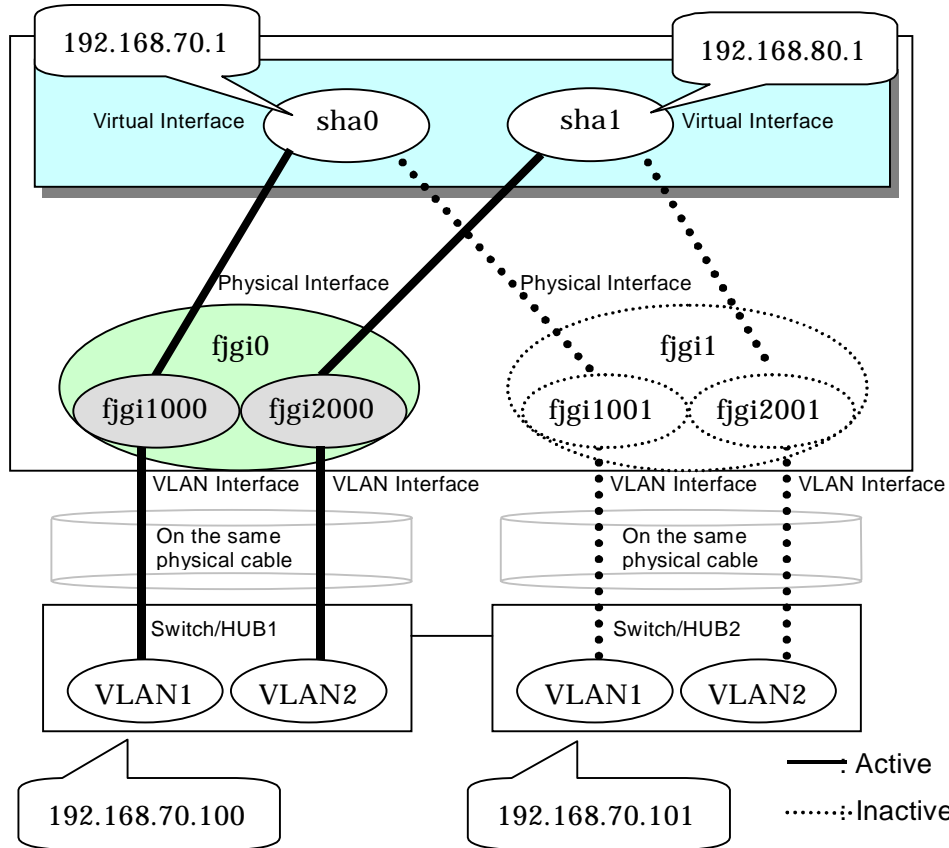 192.168.70.1
192.168.80.1
Virtual Interface
sha0
sha1
Virtual Interface
Physical Interface
Physical Interface
fjgi0
fjgi1
fjgi1000
fjgi2000
fjgi1001
fjgi2001
VLAN Interface
VLAN Interface
VLAN Interface
VLAN Interface
On the same
physical cable
On the same
physical cable
Switch/HUB1
Switch/HUB2
VLAN1
VLAN2
VLAN1
VLAN2
192.168.70.100
192.168.70.101
: Active
: Inactive